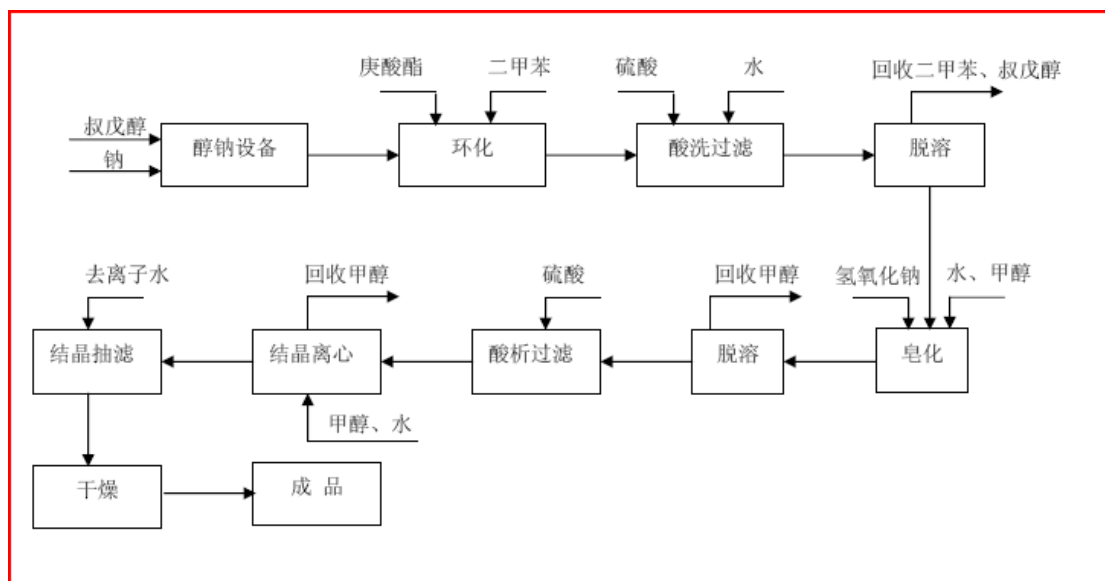 庚酸酯
二甲苯
硫酸
水
回收二甲苯、叔戊醇
叔戊醇
钠
醇钠设备
环化
酸洗过滤
脱溶
去离子水
回收甲醇
硫酸
回收甲醇
氢氧化钠
水、甲醇
结晶抽滤
结晶离心
酸析过滤
脱溶
皂化
甲醇、水
干燥
成 品